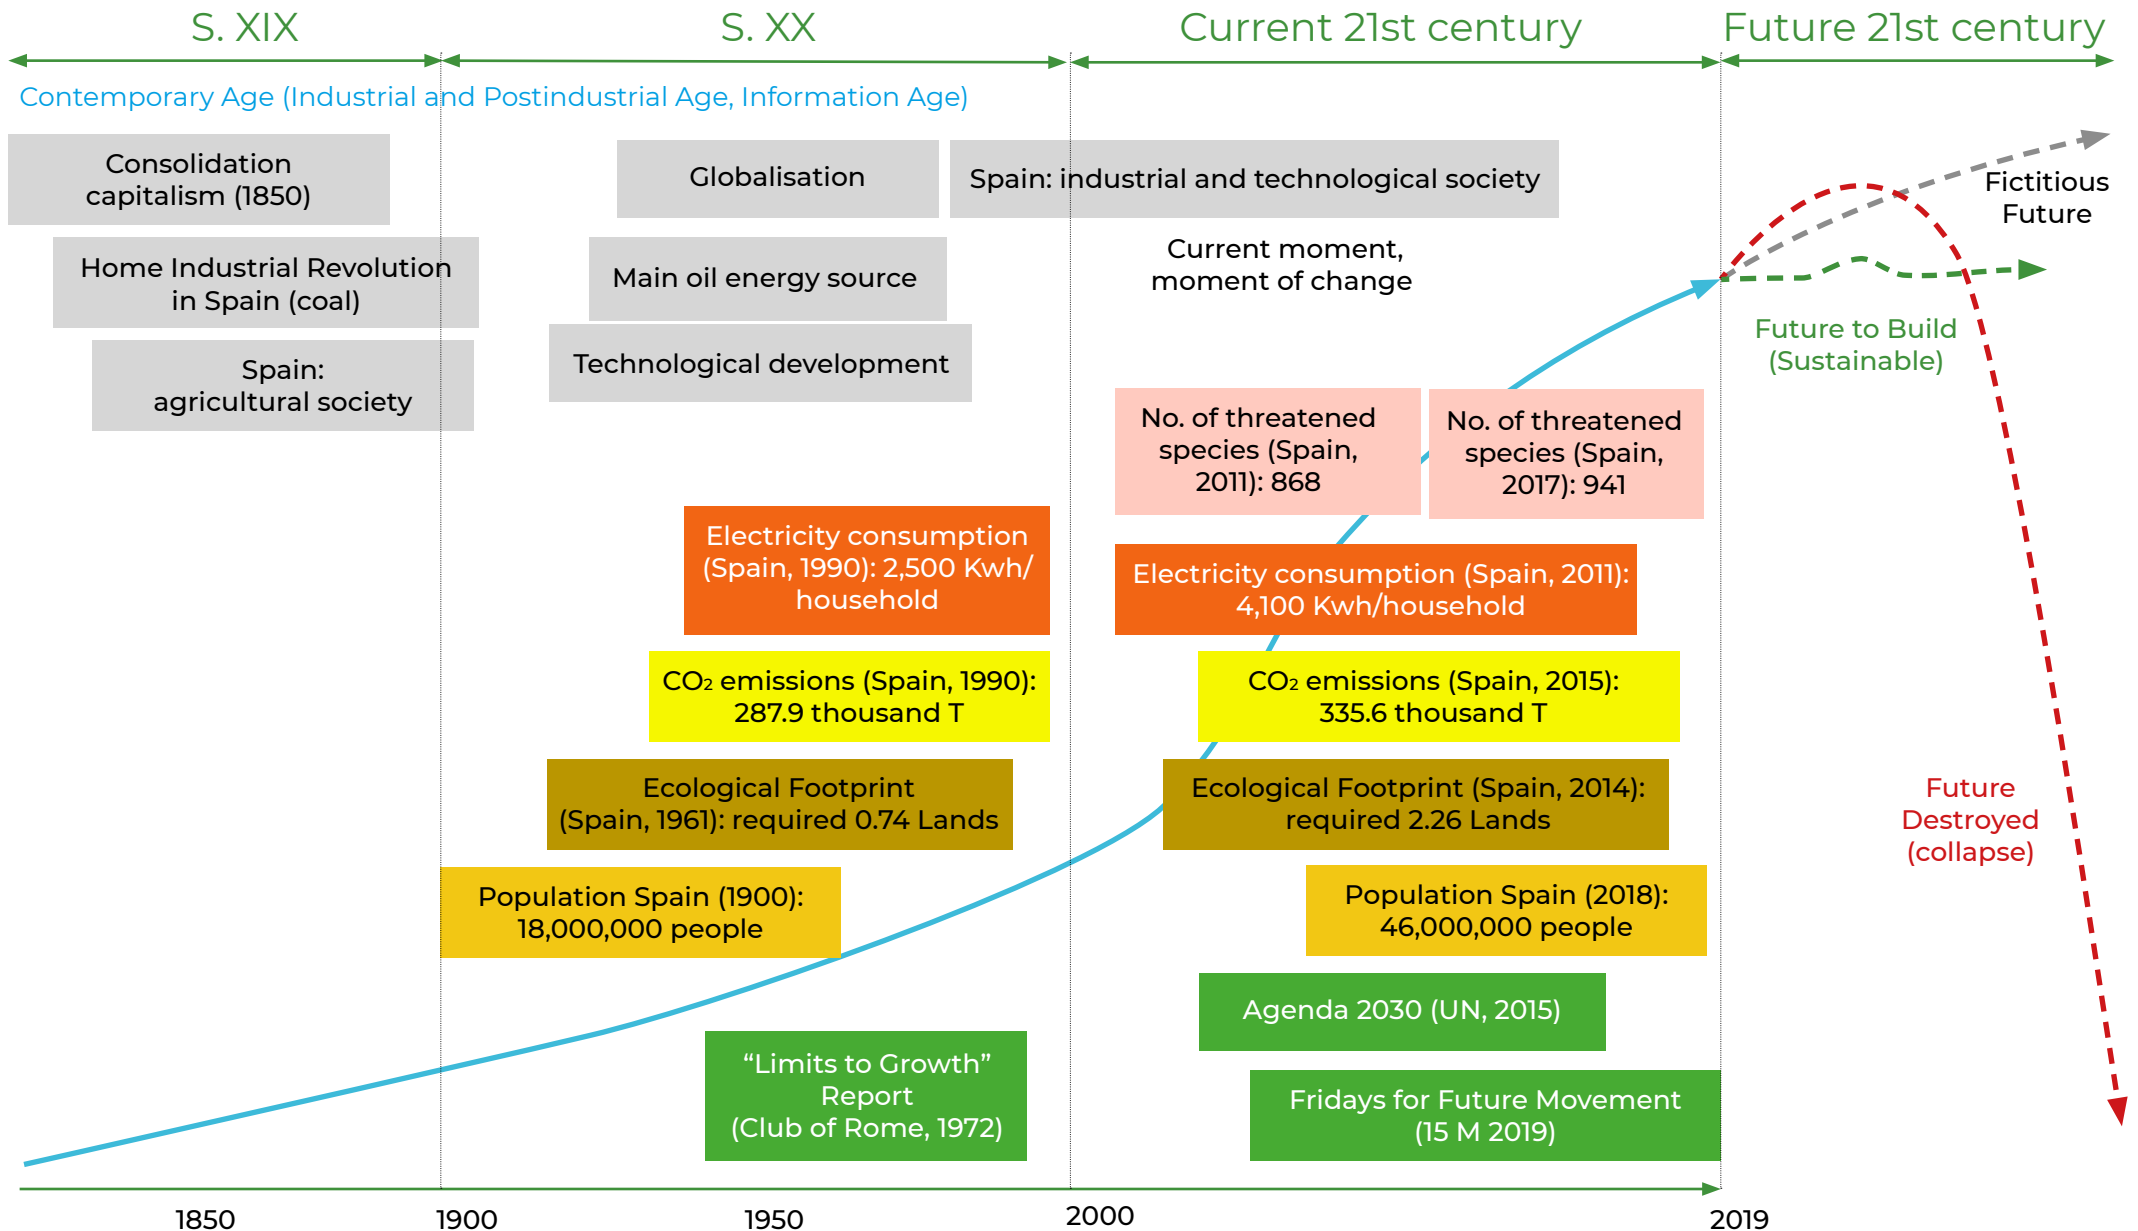 S. XIX
S. XX
Current 21st century
Future 21st century
Contemporary Age (Industrial and Postindustrial Age, Information Age)
Consolidation
capitalism (1850)
Globalisation
Spain: industrial and technological society
Fictitious
Future
Home Industrial Revolution
in Spain (coal)
Main oil energy source
Current moment,
moment of change
Spain:
agricultural society
Technological development
Future to Build
(Sustainable)
No. of threatened
species (Spain,
2011): 868
No. of threatened
species (Spain,
2017): 941
Electricity consumption
(Spain, 1990): 2,500 Kwh/
household
Electricity consumption (Spain, 2011):
4,100 Kwh/household
CO₂ emissions (Spain, 1990):
287.9 thousand T
CO₂ emissions (Spain, 2015):
335.6 thousand T
Ecological Footprint
(Spain, 1961): required 0.74 Lands
Ecological Footprint (Spain, 2014):
required 2.26 Lands
Future
Destroyed
(collapse)
Population Spain (1900):
18,000,000 people
Population Spain (2018):
46,000,000 people
Agenda 2030 (UN, 2015)
“Limits to Growth”
Report
(Club of Rome, 1972)
Fridays for Future Movement
(15 M 2019)
1850
1900
1950
2000
2019